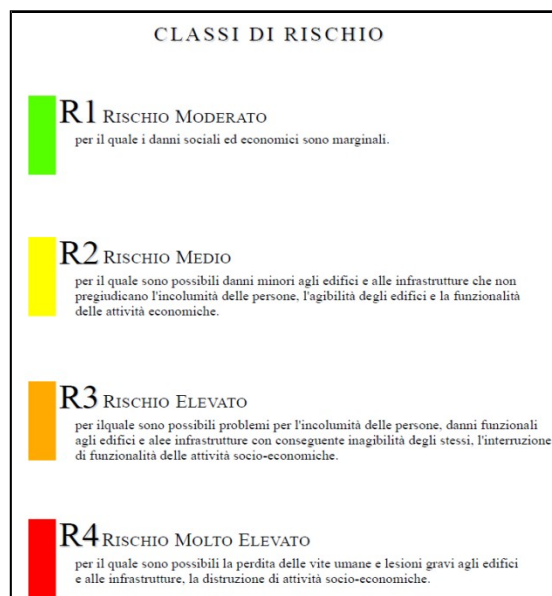 CLASSI DI RISCHIO
R1 RISCHIO MODERATO
per il quale i danni sociali ed economici sono marginali.
R2 RISCHIO MEDIO
per il quale sono possibili danni minori agli edifici e alle infrastrutture che non
pregiudicano l'incolumità delle persone, l'agibilità degli edifici e la funzionalità
delle attività economiche.
R3 RISCHIO ELEVATO
per ilquale sono possibili problemi per l'incolumità delle persone, danni funzionali
agli edifici e alee infrastrutture con conseguente inagibilità degli stessi, l'interruzione
di funzionalità delle attività socio-economiche.
R4 RISCHIO MOLTO ELEVATO
per il quale sono possibili la perdita delle vite umane e lesioni gravi agli edifici
e alle infrastrutture, la distruzione di attività socio-economiche.